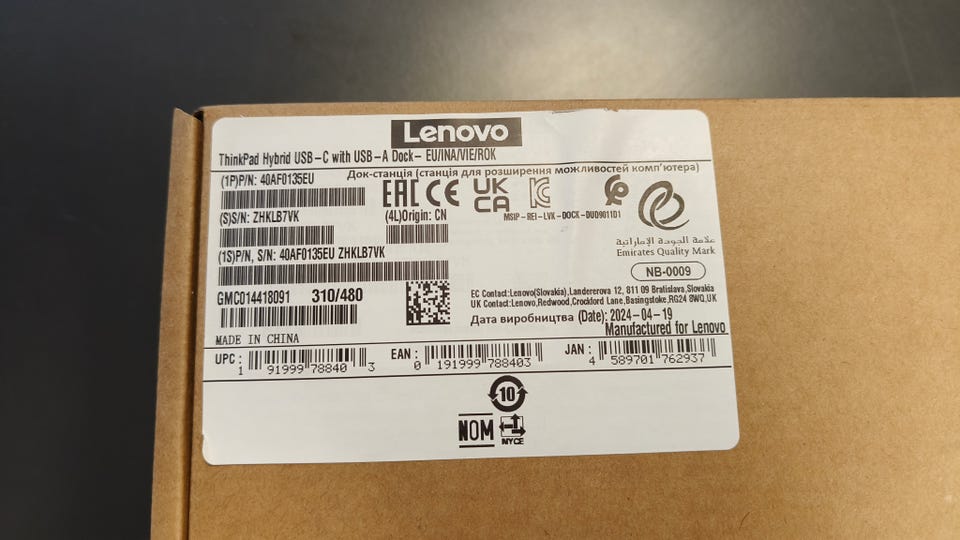 Lenovo
ThinkPad Hybrid USB-C with USB-A Dock- EU/INA/VIE/ROK
Док-станція (станція для розширення можливостей комп'ютера)
(1P)P/N: 40AF0135EU
EAC CE UK CA
MSIP-REI-LVK-DOCK-DUD9011D1
(S)S/N: ZHKLB7VK
(4L)Origin: CN
علامة الجودة الإماراتية
Emirates Quality Mark
(1S)P/N, S/N: 40AF0135EU ZHKLB7VK
NB-0009
GMC014418091 310/480
EC Contact:Lenovo(Slovakia),Landererova 12, 811 09 Bratislava,Slovakia
UK Contact:Lenovo,Redwood,Crockford Lane,Basingstoke,RG24 8WQ,UK
Дата виробництва (Date): 2024-04-19
Manufactured for Lenovo
MADE IN CHINA
UPC: 1 91999 78840 3
EAN: 0 191999 788403
JAN: 4 589701 762937
10
NOM NYCE